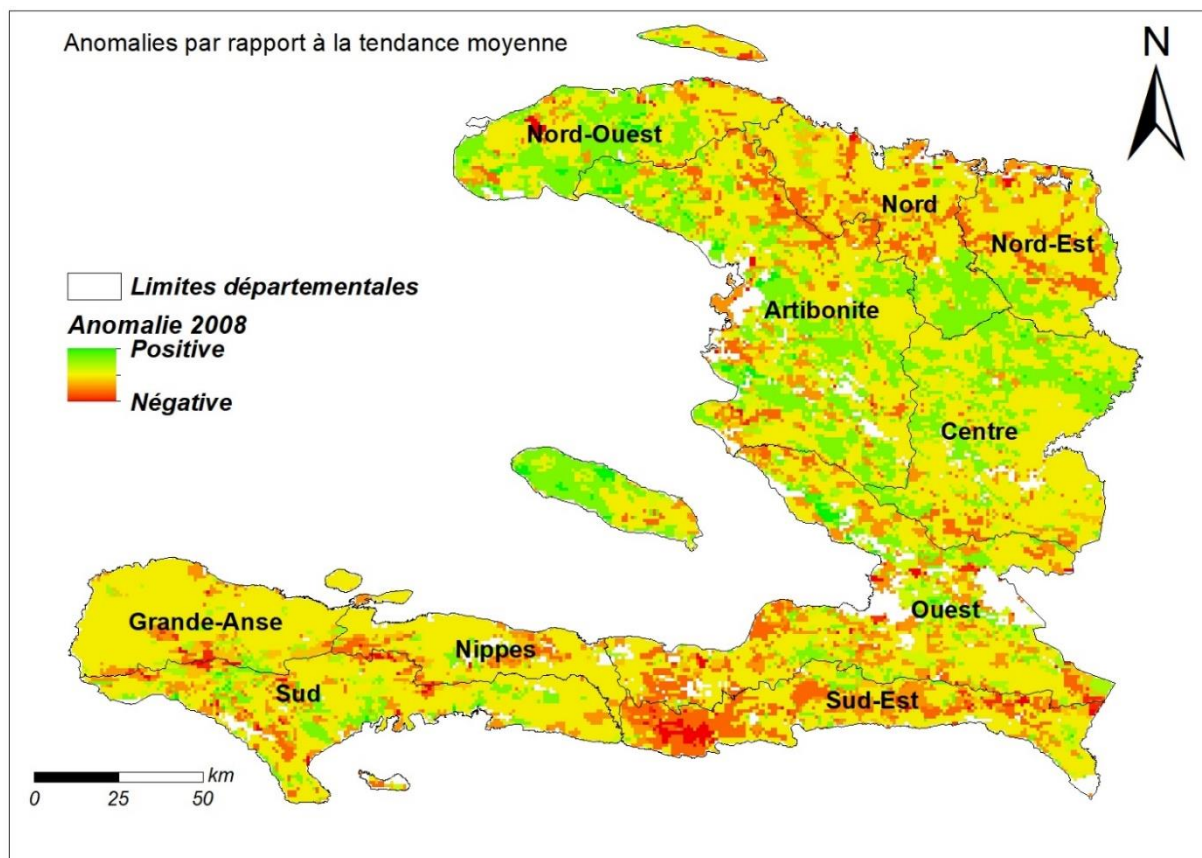 Anomalies par rapport à la tendance moyenne
N
Nord-Ouest
Nord
Nord-Est
Limites départementales
Anomalie 2008
Positive
Négative
Artibonite
Centre
Ouest
Grande-Anse
Nippes
Sud
Sud-Est
km
0 25 50